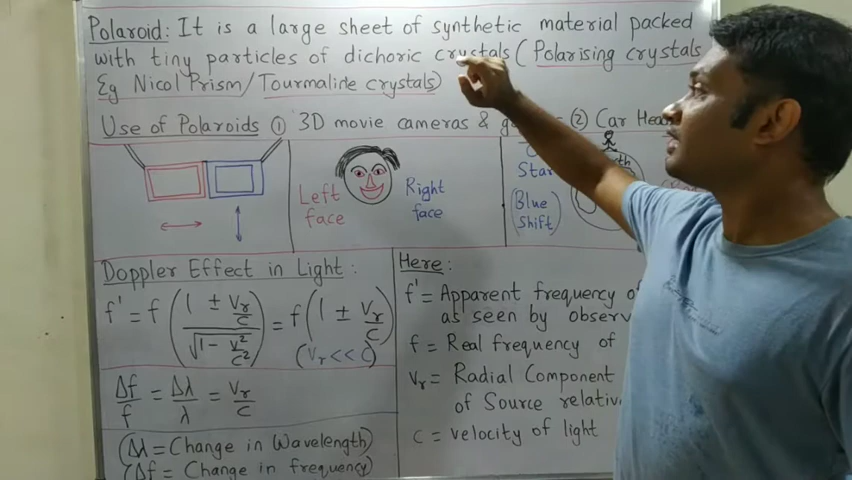 Polaroid: It is a large sheet of synthetic material packed
with tiny particles of dichoric crystals (Polarising crystals
Eg Nicol Prism/Tourmaline crystals)
Use of Polaroids ① 3D movie cameras & ② Car
Left
face
Right
face
Star
(Blue
Shift)
Doppler Effect in Light:
f' = f ( (1 ± Vr/c) / √(1 - v²/c²) ) = f (1 ± Vr/c)
(Vr << C)
Δf/f = Δλ/λ = Vr/c
(Δλ = Change in Wavelength)
(Δf = Change in frequency)
Here:
f' = Apparent frequency
as seen by
f = Real frequency of
Vr = Radial Component
of Source
c = velocity of light